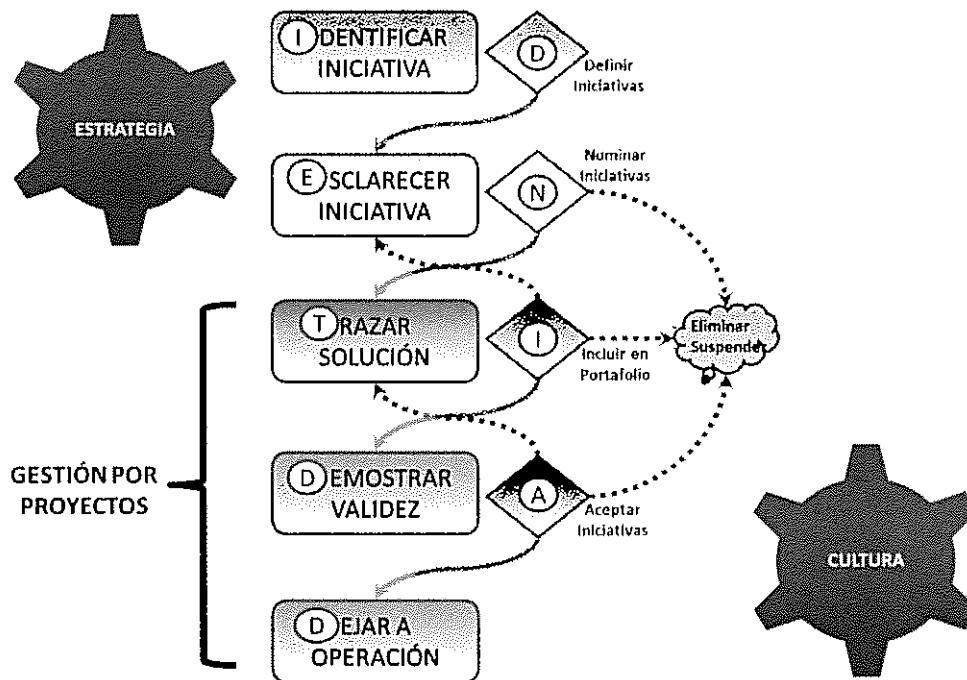 ESTRATEGIA
IDENTIFICAR
INICIATIVA
D
Definir
Iniciativas
ESCLARECER
INICIATIVA
N
Nominar
Iniciativas
TRAZAR
SOLUCIÓN
I
Incluir en
Portafolio
Eliminar
Suspender
GESTIÓN POR
PROYECTOS
DEMOSTRAR
VALIDEZ
A
Aceptar
Iniciativas
CULTURA
DEJAR A
OPERACIÓN